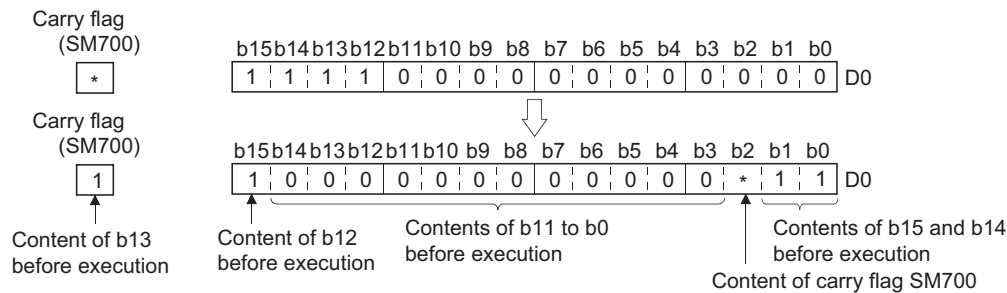 Carry flag
(SM700)
b15 b14 b13 b12 b11 b10 b9 b8 b7 b6 b5 b4 b3 b2 b1 b0
* 1 1 1 1 0 0 0 0 0 0 0 0 0 0 0 0 D0
Carry flag
(SM700)
b15 b14 b13 b12 b11 b10 b9 b8 b7 b6 b5 b4 b3 b2 b1 b0
1 1 0 0 0 0 0 0 0 0 0 0 0 0 * 1 1 D0
Content of b13
before execution
Content of b12
before execution
Contents of b11 to b0
before execution
Contents of b15 and b14
before execution
Content of carry flag SM700